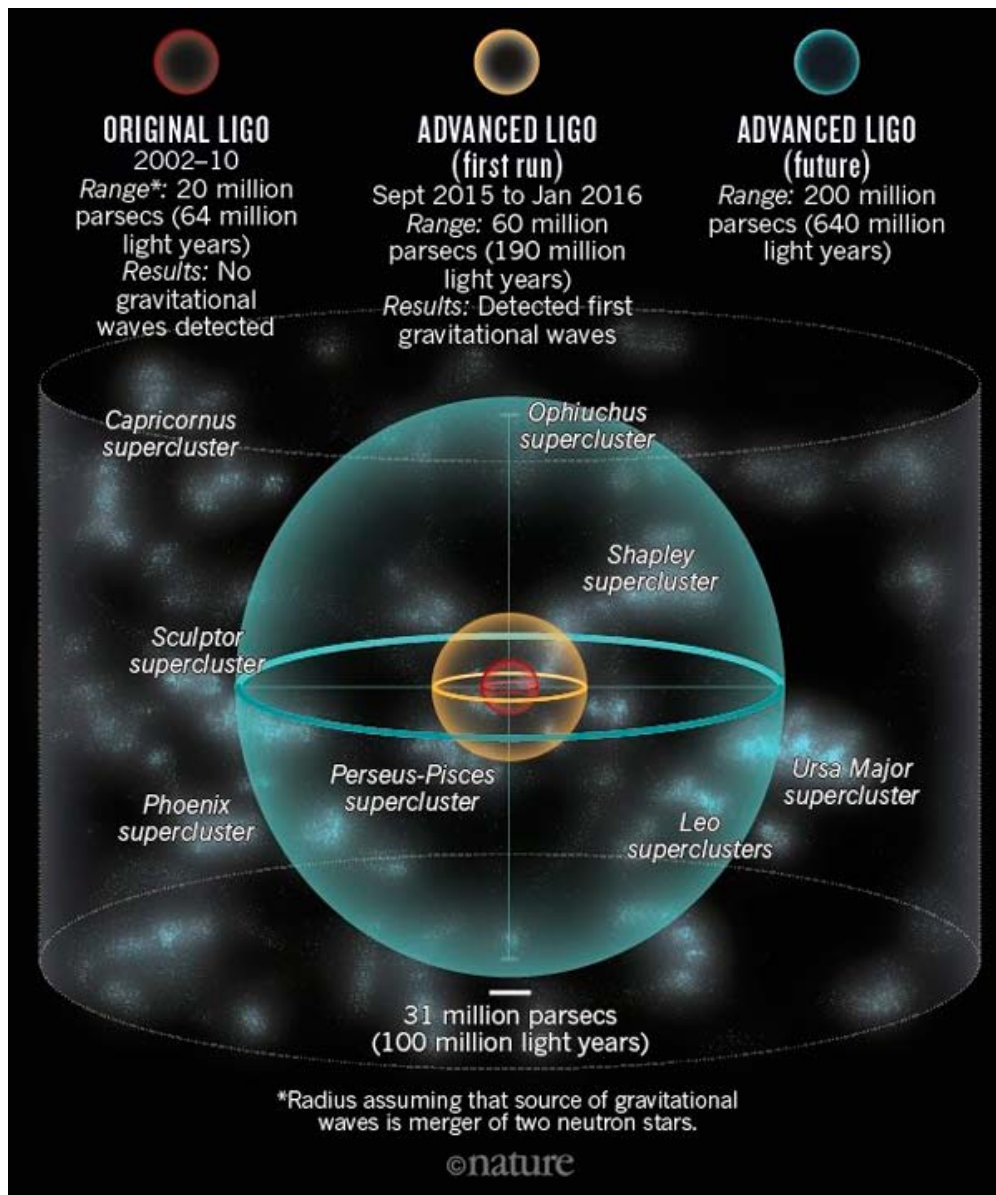 ORIGINAL LIGO
2002–10
Range*: 20 million
parsecs (64 million
light years)
Results: No
gravitational
waves detected
ADVANCED LIGO
(first run)
Sept 2015 to Jan 2016
Range: 60 million
parsecs (190 million
light years)
Results: Detected first
gravitational waves
ADVANCED LIGO
(future)
Range: 200 million
parsecs (640 million
light years)
Capricornus
supercluster
Ophiuchus
supercluster
Shapley
supercluster
Sculptor
supercluster
Perseus-Pisces
supercluster
Ursa Major
supercluster
Phoenix
supercluster
Leo
superclusters
31 million parsecs
(100 million light years)
*Radius assuming that source of gravitational
waves is merger of two neutron stars.
©nature